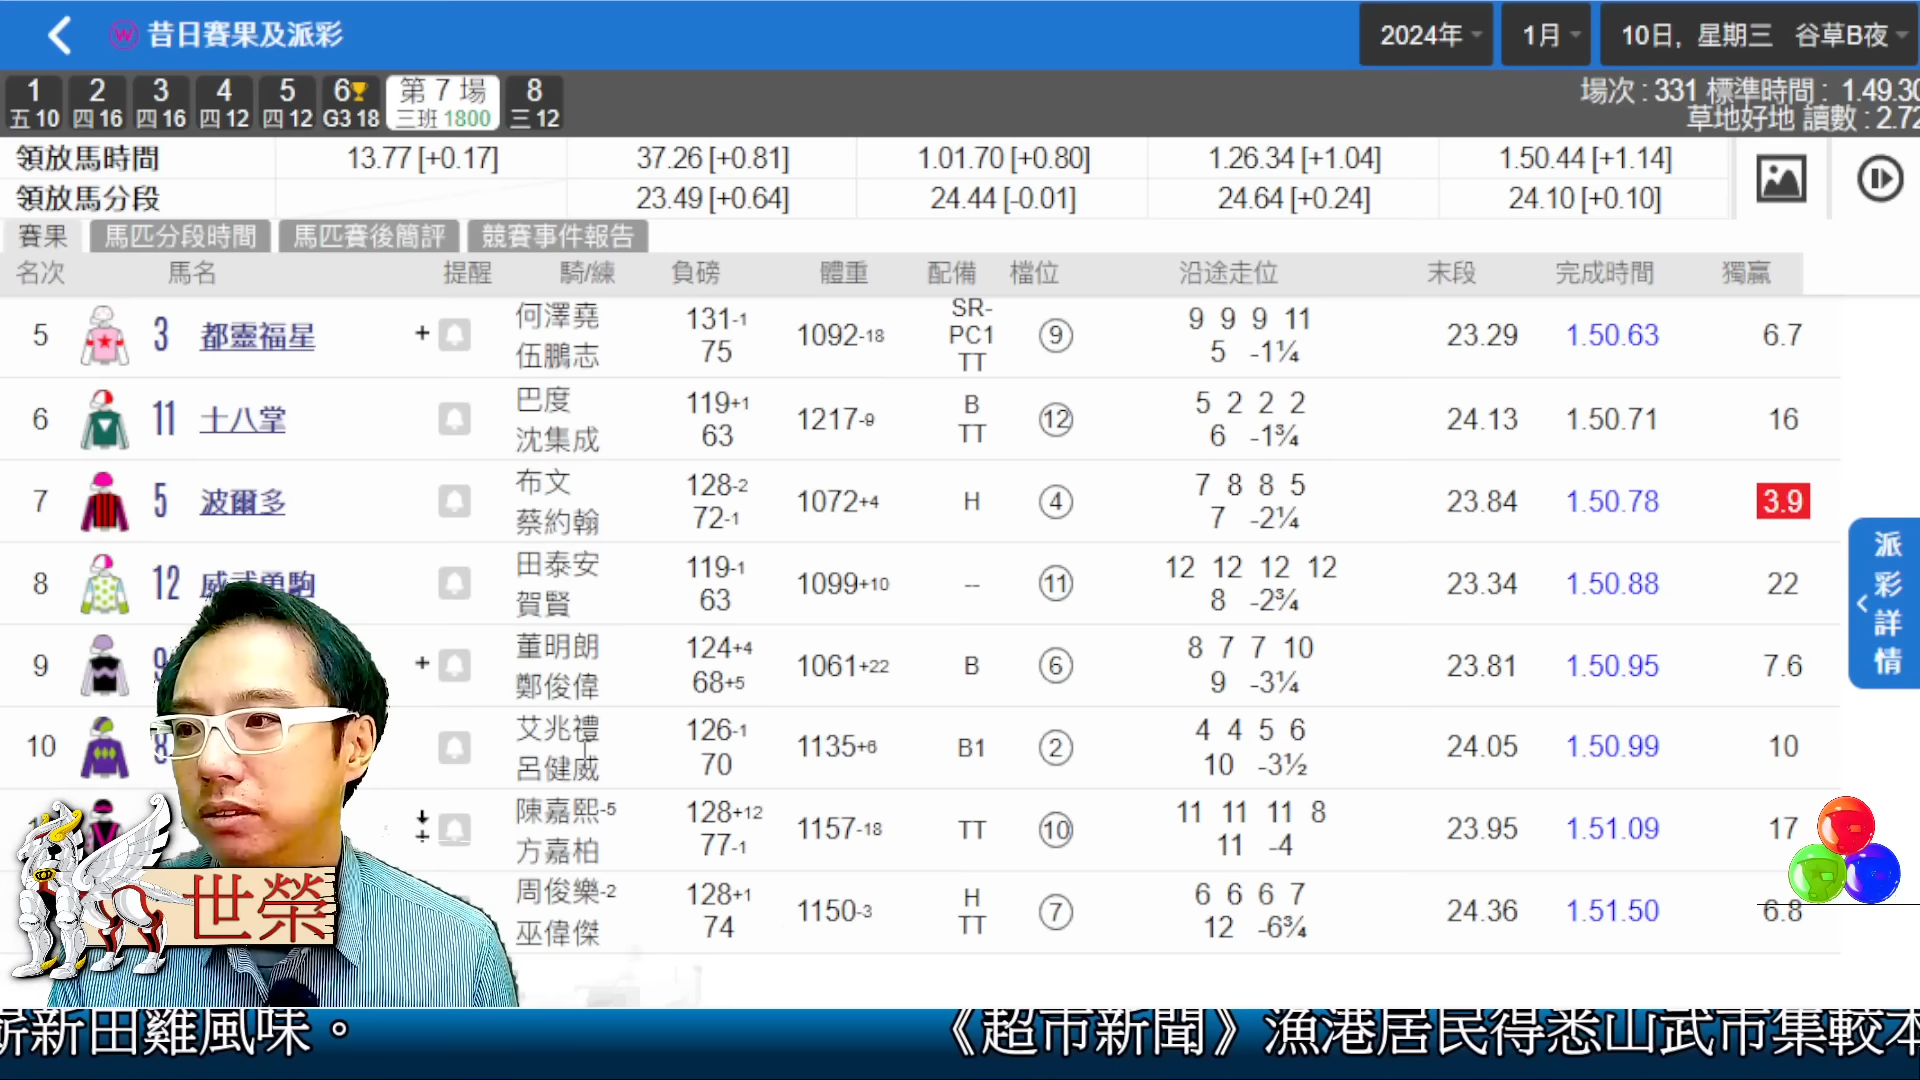 昔日賽果及派彩
2024年 1月 10日, 星期三 谷草B夜
1 2 3 4 5 6 第 7 場 8
五 10 四 16 四 16 四 12 四 12 G3 18 三班 1800 三 12
場次 : 331 標準時間 : 1.49.30
草地好地 讀數 : 2.72
領放馬時間 13.77 [+0.17] 37.26 [+0.81] 1.01.70 [+0.80] 1.26.34 [+1.04] 1.50.44 [+1.14]
領放馬分段 23.49 [+0.64] 24.44 [-0.01] 24.64 [+0.24] 24.10 [+0.10]
賽果 馬匹分段時間 馬匹賽後簡評 競賽事件報告
名次 馬名 提醒 騎/練 負磅 體重 配備 檔位 沿途走位 末段 完成時間 獨贏
5 3 都靈福星 + 何澤堯 伍鵬志 131-1 75 1092-18 SR-PC1 TT 9 9 9 9 11 5 -1¼ 23.29 1.50.63 6.7
6 11 十八掌 巴度 沈集成 119+1 63 1217-9 B TT 12 5 2 2 2 6 -1¾ 24.13 1.50.71 16
7 5 波爾多 布文 蔡約翰 128-2 72-1 1072+4 H 4 7 8 8 5 7 -2¼ 23.84 1.50.78 3.9
8 12 威武勇駒 田泰安 賀賢 119-1 63 1099+10 -- 11 12 12 12 12 8 -2¾ 23.34 1.50.88 22
9 9 + 董明朗 鄭俊偉 124+4 68+5 1061+22 B 6 8 7 7 10 9 -3¼ 23.81 1.50.95 7.6
10 8 艾兆禮 呂健威 126-1 70 1135+6 B1 2 4 4 5 6 10 -3½ 24.05 1.50.99 10
陳嘉熙-5 方嘉柏 128+12 77-1 1157-18 TT 10 11 11 11 8 11 -4 23.95 1.51.09 17
周俊樂-2 巫偉傑 128+1 74 1150-3 H TT 7 6 6 6 7 12 -6¾ 24.36 1.51.50 6.8
派彩詳情
世榮
新田雞風味。 《超市新聞》漁港居民得悉山武市集較本